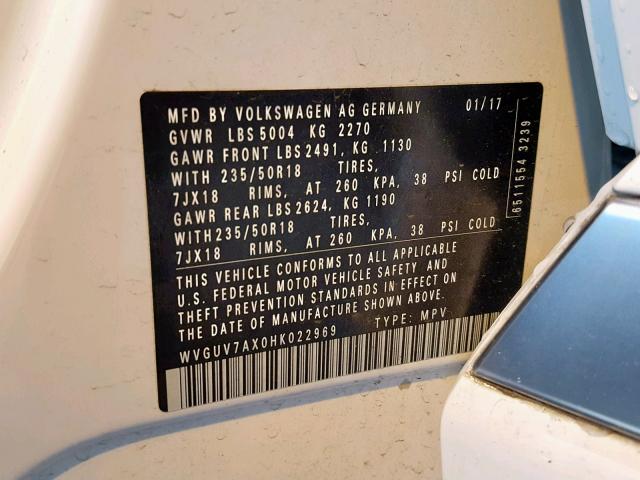 MFD BY VOLKSWAGEN AG GERMANY 01/17
GVWR LBS 5004 KG 2270
GAWR FRONT LBS 2491, KG 1130
WITH 235/50R18 TIRES,
7JX18 RIMS, AT 260 KPA, 38 PSI COLD
GAWR REAR LBS 2624, KG 1190
WITH 235/50R18 TIRES,
7JX18 RIMS, AT 260 KPA, 38 PSI COLD
THIS VEHICLE CONFORMS TO ALL APPLICABLE
U.S. FEDERAL MOTOR VEHICLE SAFETY AND
THEFT PREVENTION STANDARDS IN EFFECT ON
THE DATE OF MANUFACTURE SHOWN ABOVE.
WVGUV7AX0HK022969 TYPE: MPV
6511554 3239